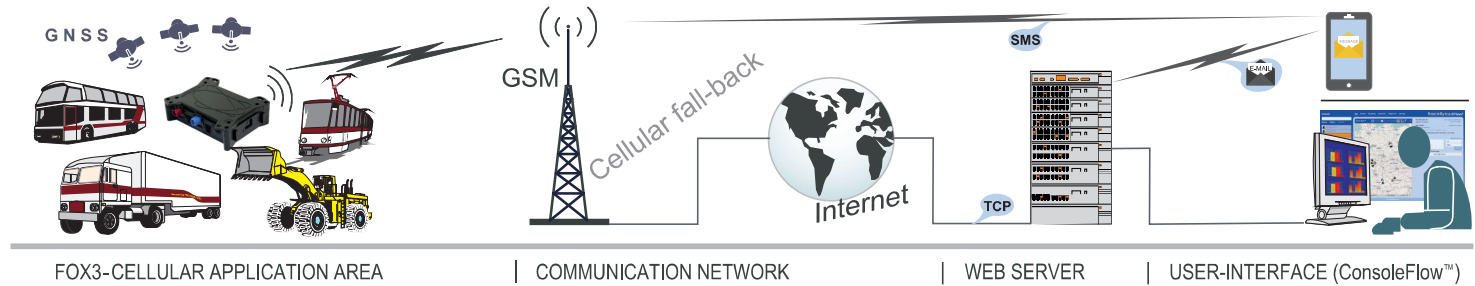 GNSS
GSM
Cellular fall-back
Internet
SMS
TCP
E-MAIL
MESSAGE
FOX3-CELLULAR APPLICATION AREA
COMMUNICATION NETWORK
WEB SERVER
USER-INTERFACE (ConsoleFlow™)